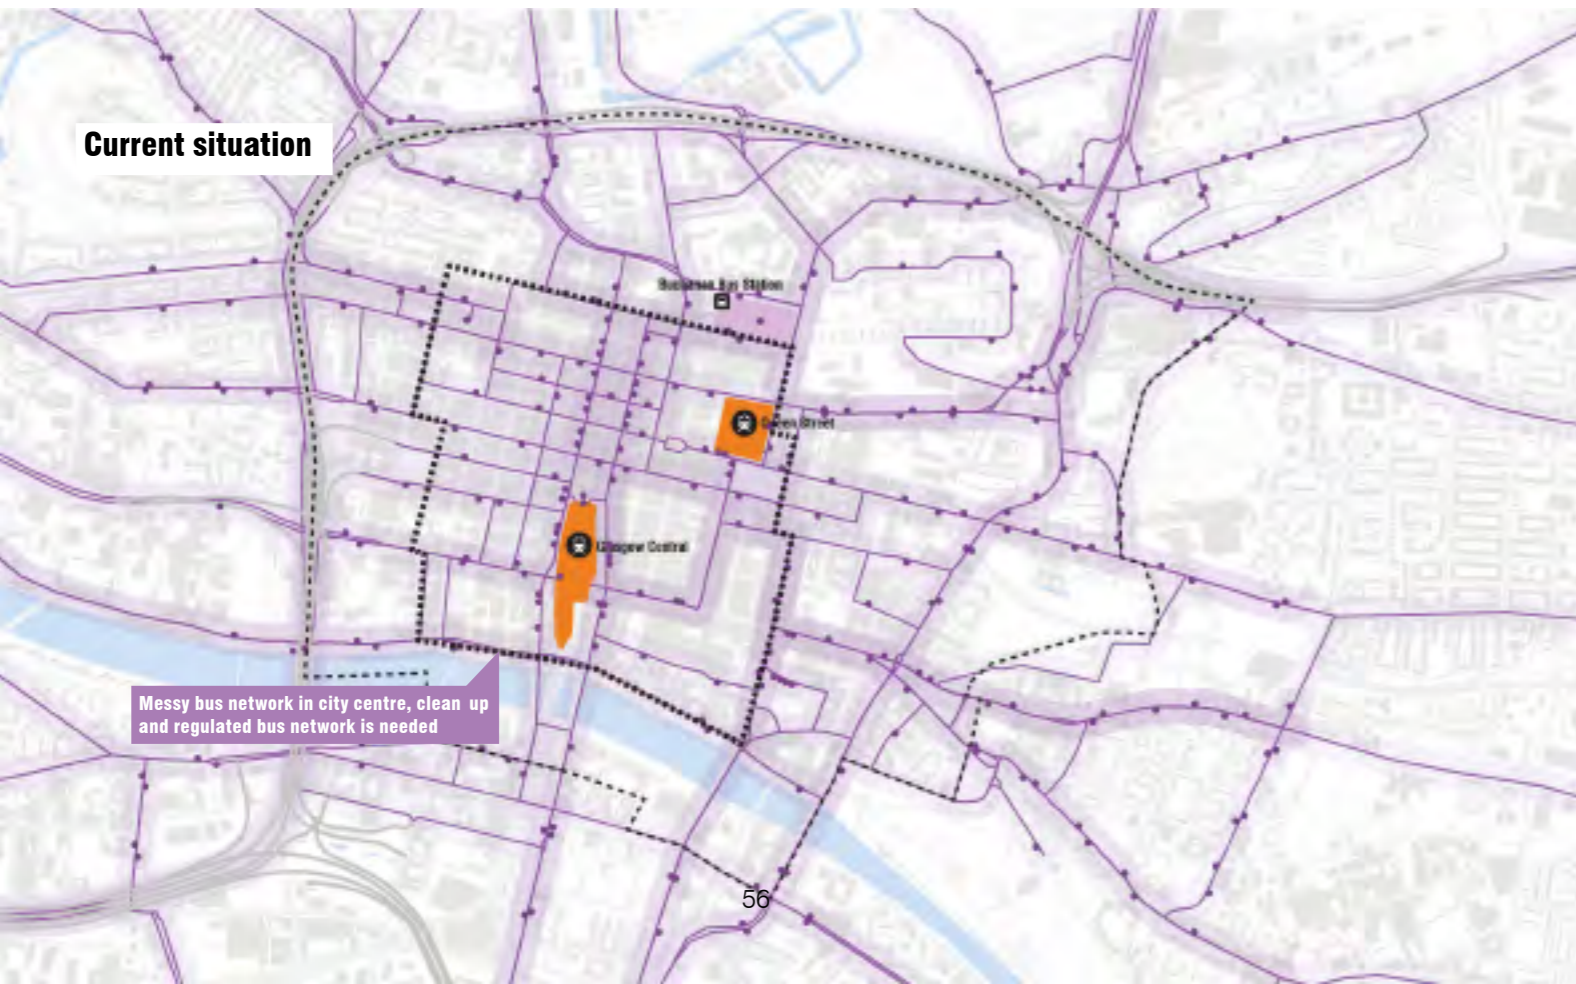 Current situation
Buchanan Bus Station
Queen Street
Glasgow Central
Messy bus network in city centre, clean up
and regulated bus network is needed
56